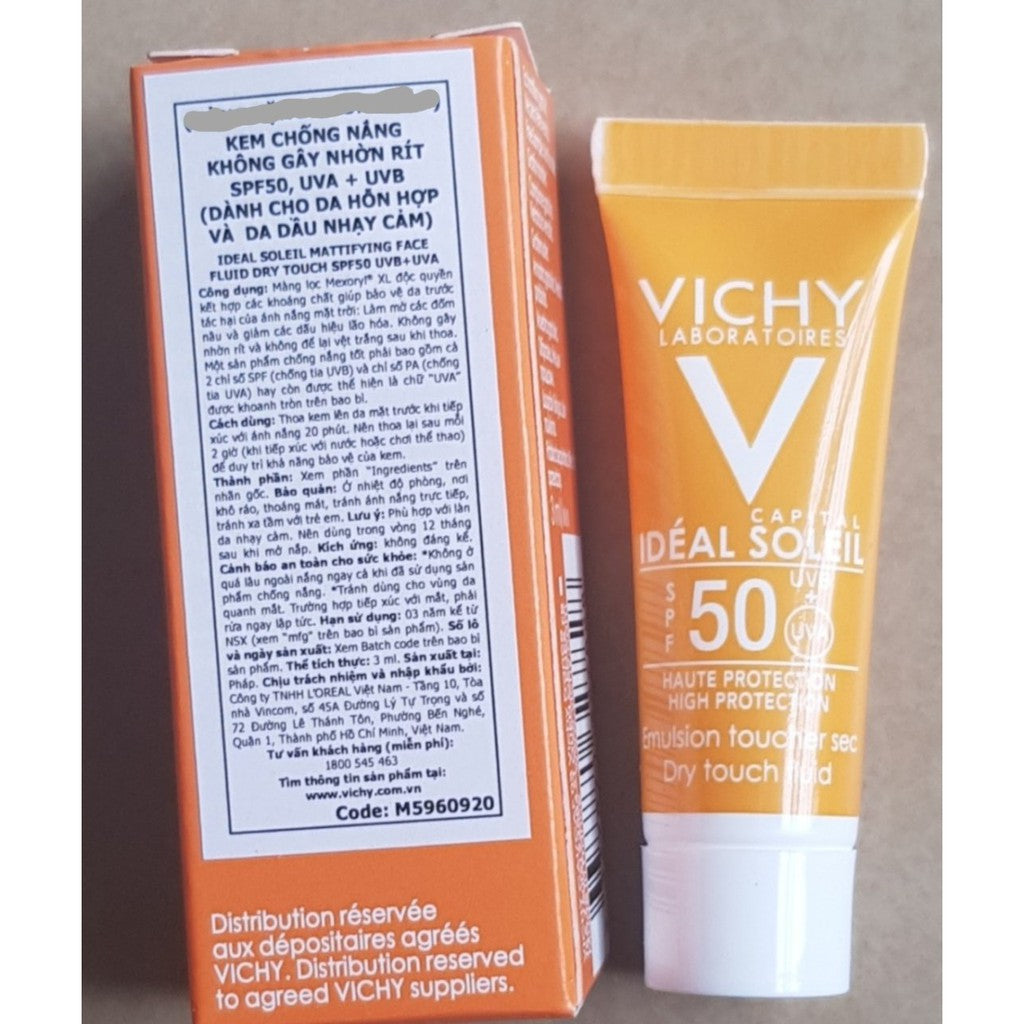 KEM CHỐNG NẮNG
KHÔNG GÂY NHỜN RÍT
SPF50, UVA + UVB
(DÀNH CHO DA HỖN HỢP
VÀ DA DẦU NHẠY CẢM)
IDEAL SOLEIL MATTIFYING FACE
FLUID DRY TOUCH SPF50 UVB+UVA
Công dụng: Màng lọc Mexoryl® XL độc quyền
kết hợp các khoáng chất giúp bảo vệ da trước
tác hại của ánh nắng mặt trời: Làm mờ các đốm
nâu và giảm các dấu hiệu lão hóa. Không gây
nhờn rít và không để lại vệt trắng sau khi thoa.
Một sản phẩm chống nắng tốt phải bao gồm cả
2 chỉ số SPF (chống tia UVB) và chỉ số PA (chống
tia UVA) hay còn được thể hiện là chữ "UVA"
được khoanh tròn trên bao bì.
Cách dùng: Thoa kem lên da mặt trước khi tiếp
xúc với ánh nắng 20 phút. Nên thoa lại sau mỗi
2 giờ (khi tiếp xúc với nước hoặc chơi thể thao)
để duy trì khả năng bảo vệ của kem.
Thành phần: Xem phần "Ingredients" trên
nhãn gốc. Bảo quản: Ở nhiệt độ phòng, nơi
khô ráo, thoáng mát, tránh ánh nắng trực tiếp,
tránh xa tầm với trẻ em. Lưu ý: Phù hợp với làn
da nhạy cảm. Nên dùng trong vòng 12 tháng
sau khi mở nắp. Kích ứng: không đáng kể.
Cảnh báo an toàn cho sức khỏe: *Không ở
quá lâu ngoài nắng ngay cả khi đã sử dụng sản
phẩm chống nắng. *Tránh dùng cho vùng da
quanh mắt. Trường hợp tiếp xúc với mắt, phải
rửa ngay lập tức. Hạn sử dụng: 03 năm kể từ
NSX (xem "mfg" trên bao bì sản phẩm). Số lô
và ngày sản xuất: Xem Batch code trên bao bì
sản phẩm. Thể tích thực: 3 ml. Sản xuất tại:
Pháp. Chịu trách nhiệm và nhập khẩu bởi:
Công ty TNHH L'OREAL Việt Nam - Tầng 10, Tòa
nhà Vincom, số 45A Đường Lý Tự Trọng và số
72 Đường Lê Thánh Tôn, Phường Bến Nghé,
Quận 1, Thành phố Hồ Chí Minh, Việt Nam.
Tư vấn khách hàng (miễn phí):
1800 545 463
Tìm thông tin sản phẩm tại:
www.vichy.com.vn
Code: M5960920
Distribution réservée
aux dépositaires agréés
VICHY. Distribution reserved
to agreed VICHY suppliers.
VICHY
LABORATOIRES
V
CAPITAL
IDÉAL SOLEIL
SPF 50 UVB + UVA
HAUTE PROTECTION
HIGH PROTECTION
Emulsion toucher sec
Dry touch fluid